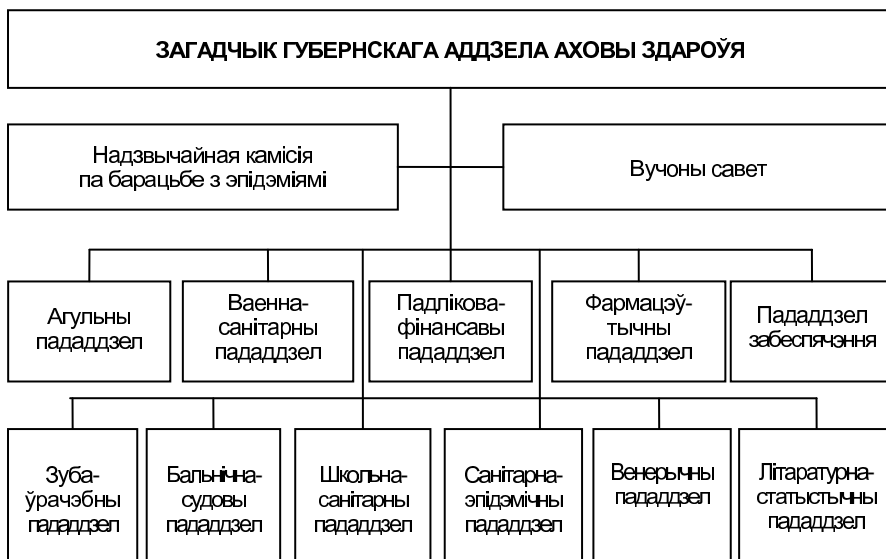 ЗАГАДЧЫК ГУБЕРНСКАГА АДДЗЕЛА АХОВЫ ЗДАРОЎЯ
Надзвычайная камісія
па барацьбе з эпідэміямі
Вучоны савет
Агульны
пададдзел
Ваенна-
санітарны
пададдзел
Падлікова-
фінансавы
пададдзел
Фармацэў-
тычны
пададдзел
Пададдзел
забеспячэння
Зуба-
ўрачэбны
пададдзел
Бальнічна-
судовы
пададдзел
Школьна-
санітарны
пададдзел
Санітарна-
эпідэмічны
пададдзел
Венерычны
пададдзел
Літаратурна-
статыстычны
пададдзел